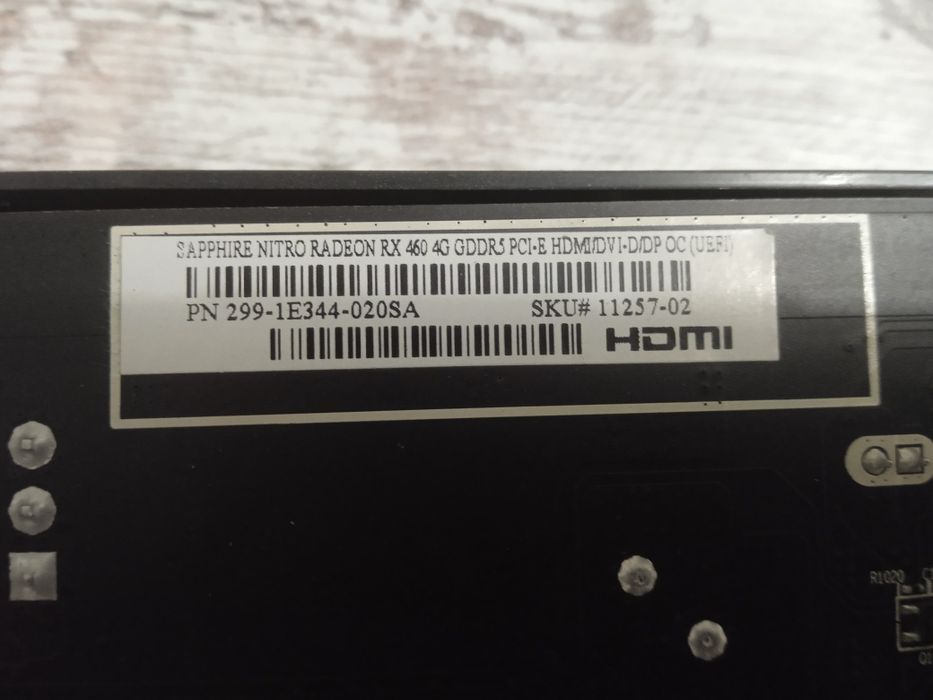 SAPPHIRE NITRO RADEON RX 460 4G GDDR5 PCI-E HDMI/DVI-D/DP OC (UEFI)
PN 299-1E344-020SA SKU# 11257-02
HDMI
R1020